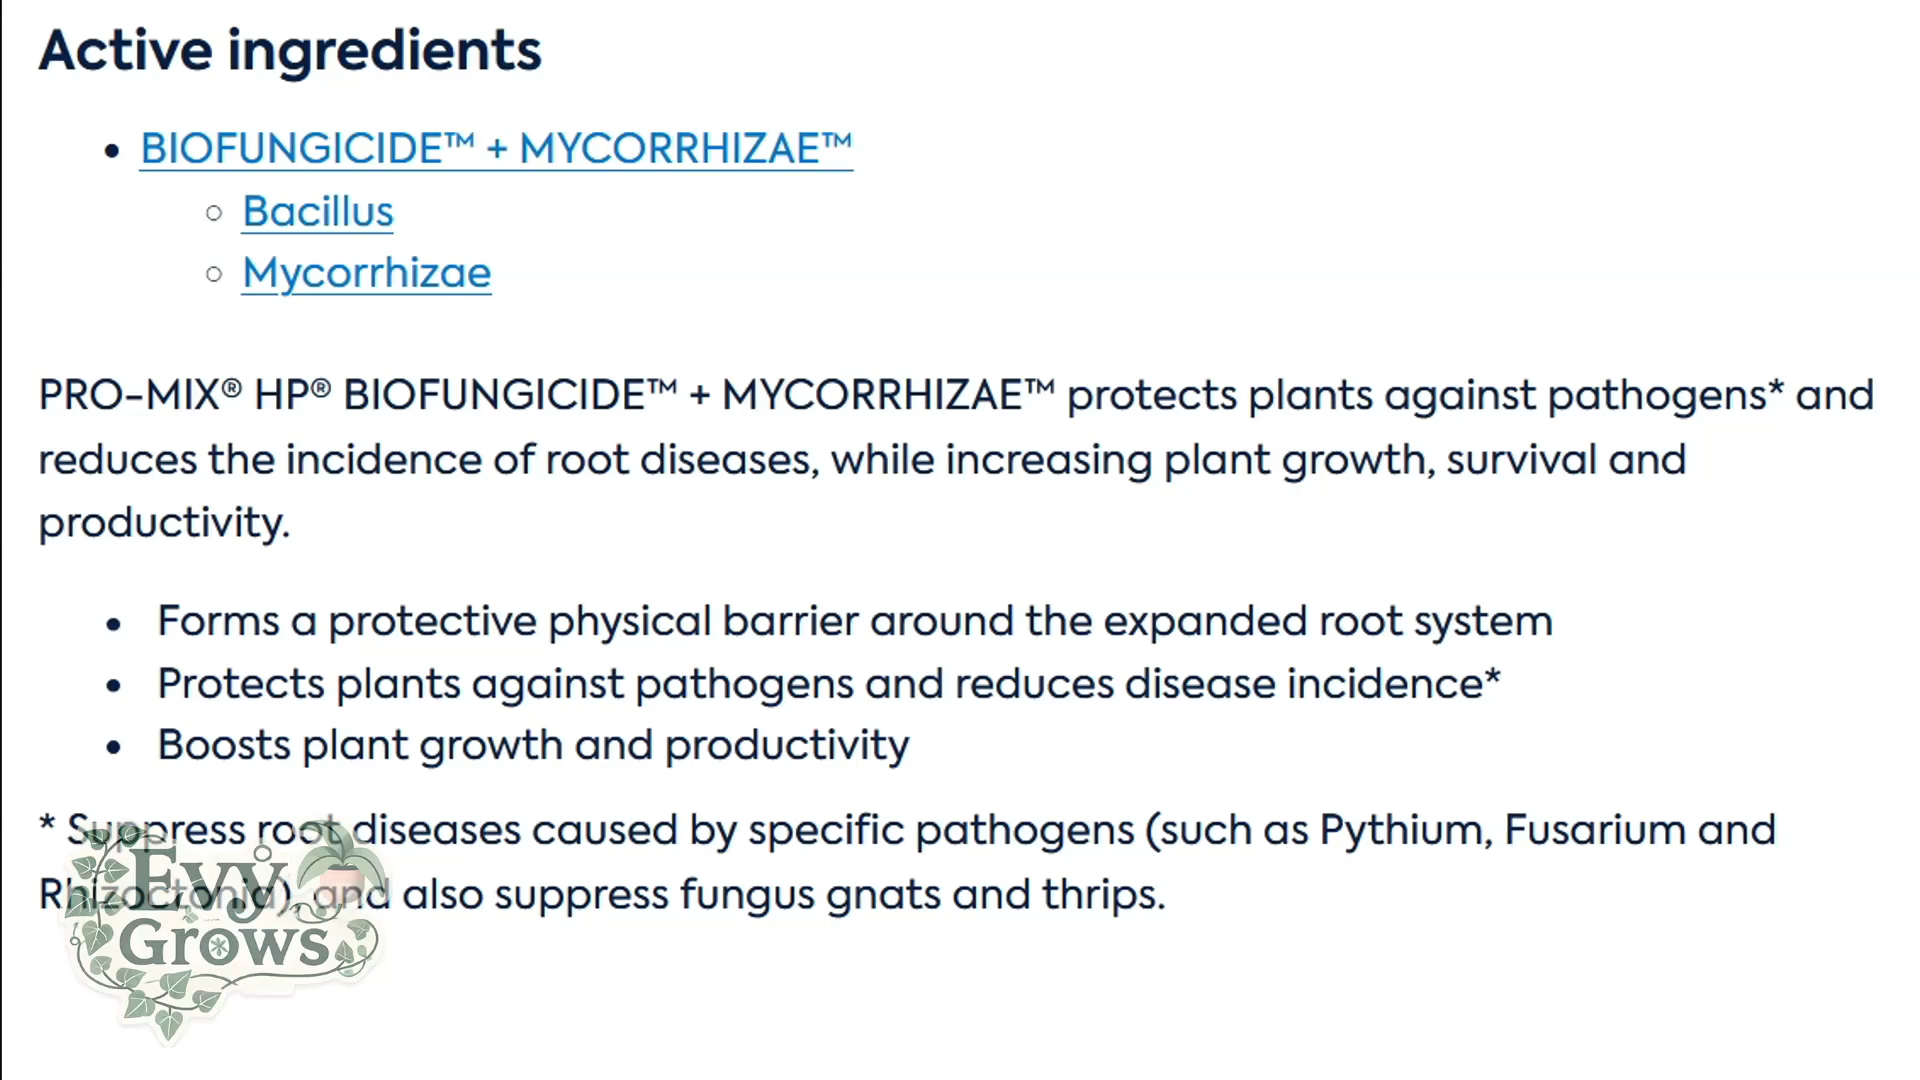 Active ingredients
BIOFUNGICIDE™ + MYCORRHIZAE™
Bacillus
Mycorrhizae
PRO-MIX® HP® BIOFUNGICIDE™ + MYCORRHIZAE™ protects plants against pathogens* and
reduces the incidence of root diseases, while increasing plant growth, survival and
productivity.
Forms a protective physical barrier around the expanded root system
Protects plants against pathogens and reduces disease incidence*
Boosts plant growth and productivity
* Suppress root diseases caused by specific pathogens (such as Pythium, Fusarium and
Rhizoctonia), and also suppress fungus gnats and thrips.
Evy
Grows